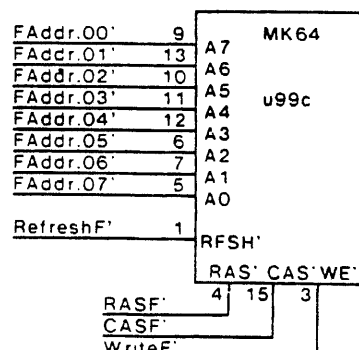 FAddr.00' 9 A7 MK64
FAddr.01' 13 A6
FAddr.02' 10 A5 u99c
FAddr.03' 11 A4
FAddr.04' 12 A3
FAddr.05' 6 A2
FAddr.06' 7 A1
FAddr.07' 5 A0
RefreshF' 1 RFSH'
RAS' CAS' WE'
RASF' 4 15 3
CASF'
WriteF'